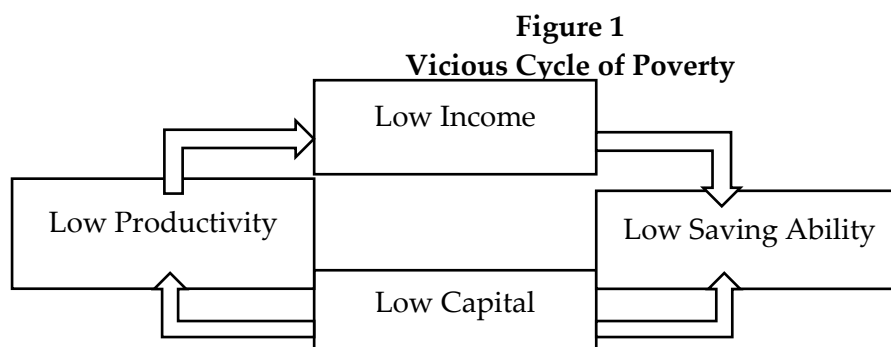 Figure 1
Vicious Cycle of Poverty
Low Income
Low Productivity
Low Saving Ability
Low Capital